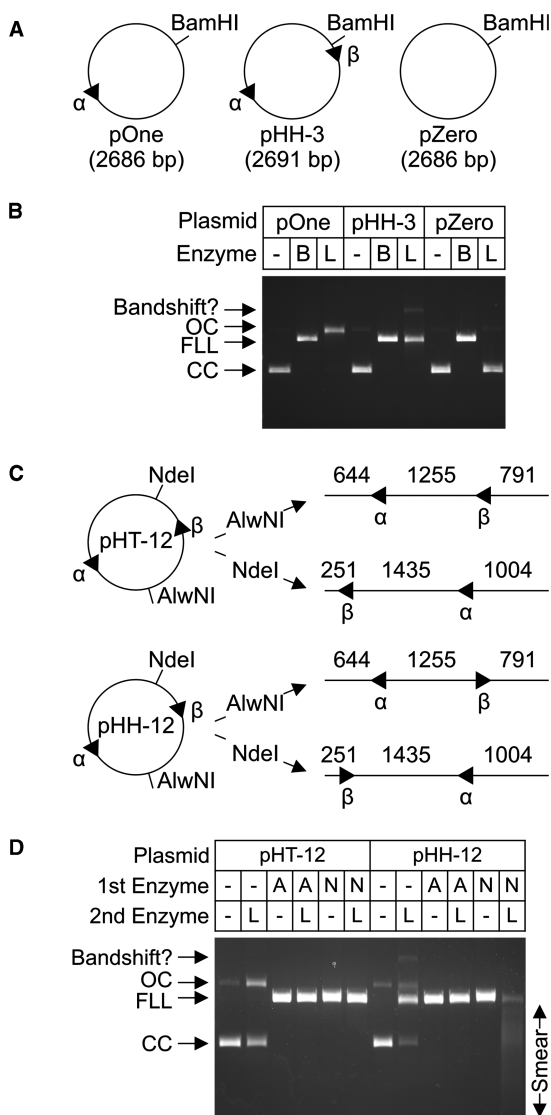 A
BamHI BamHI BamHI
β
α α
pOne pHH-3 pZero
(2686 bp) (2691 bp) (2686 bp)
B
Plasmid pOne pHH-3 pZero
Enzyme - B L - B L - B L
Bandshift?
OC
FLL
CC
C
NdeI 644 1255 791
β AlwNI
pHT-12 α β
α NdeI 251 1435 1004
AlwNI
β α
NdeI 644 1255 791
β AlwNI
pHH-12 α β
α NdeI 251 1435 1004
AlwNI
β α
D
Plasmid pHT-12 pHH-12
1st Enzyme - - A A N N - - A A N N
2nd Enzyme - L - L - L - L - L - L
Bandshift?
OC
FLL
CC
Smear